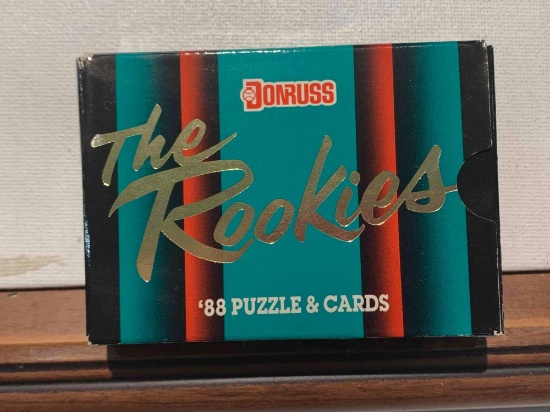 DONRUSS
The
Rookies
'88 PUZZLE & CARDS